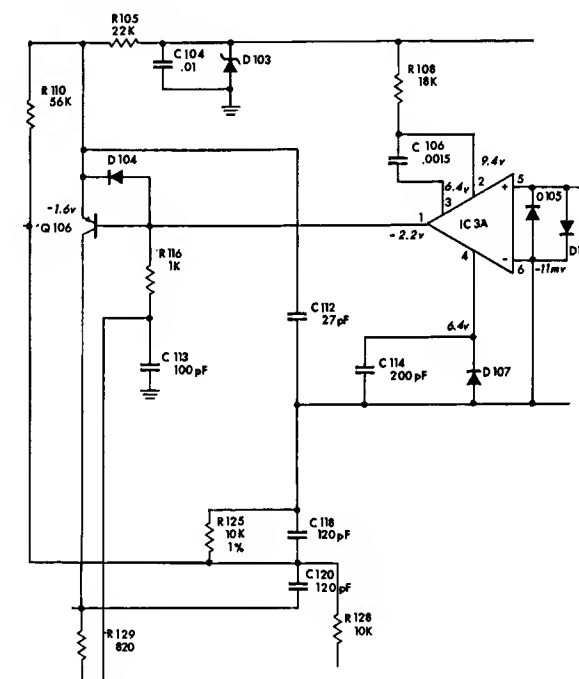 R105
22K
C104
.01
D103
R110
56K
R108
18K
C106
.0015
9.4v
6.4v
2
3
5
D104
-1.6v
Q106
1
-2.2v
IC 3A
+
-
D105
D1
6
-11mv
4
R116
1K
C112
27pF
6.4v
C113
100pF
C114
200pF
D107
R125
10K
1%
C118
120pF
C120
120pF
R129
820
R128
10K